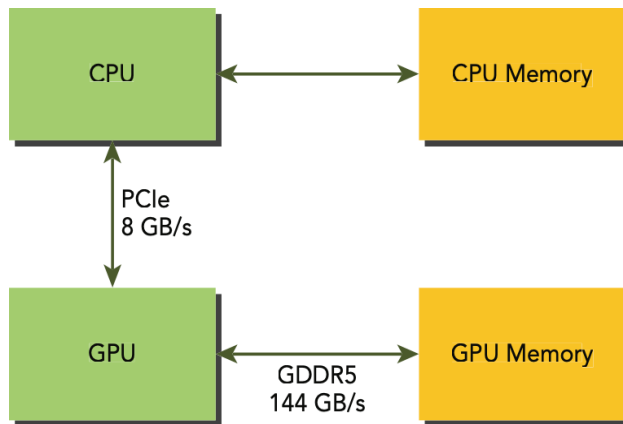 CPU
CPU Memory
PCIe
8 GB/s
GPU
GPU Memory
GDDR5
144 GB/s